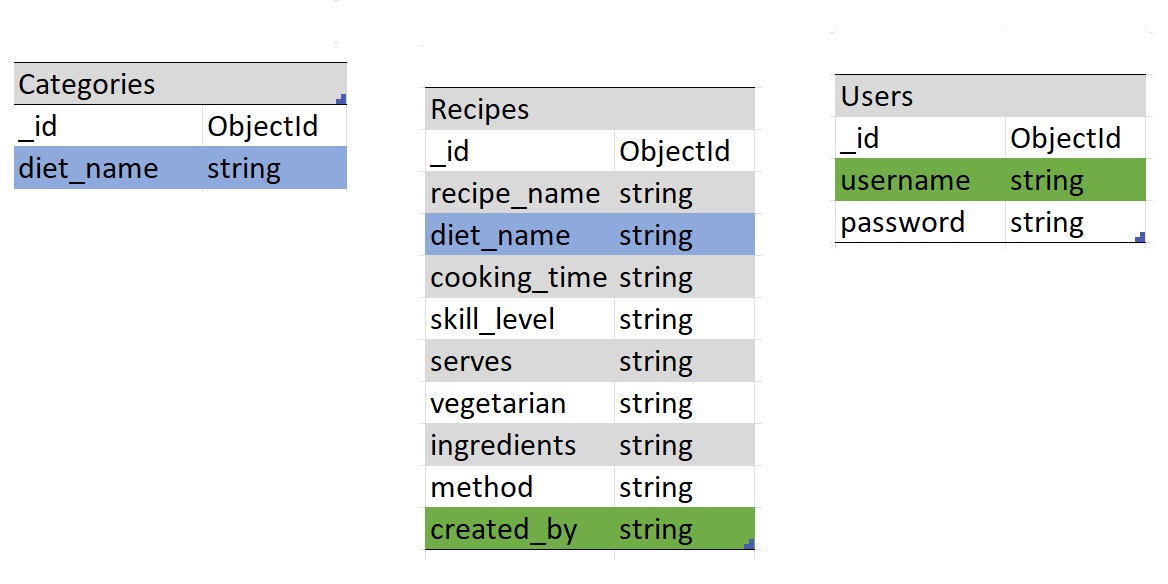 Categories
_id ObjectId
diet_name string
Recipes
_id ObjectId
recipe_name string
diet_name string
cooking_time string
skill_level string
serves string
vegetarian string
ingredients string
method string
created_by string
Users
_id ObjectId
username string
password string